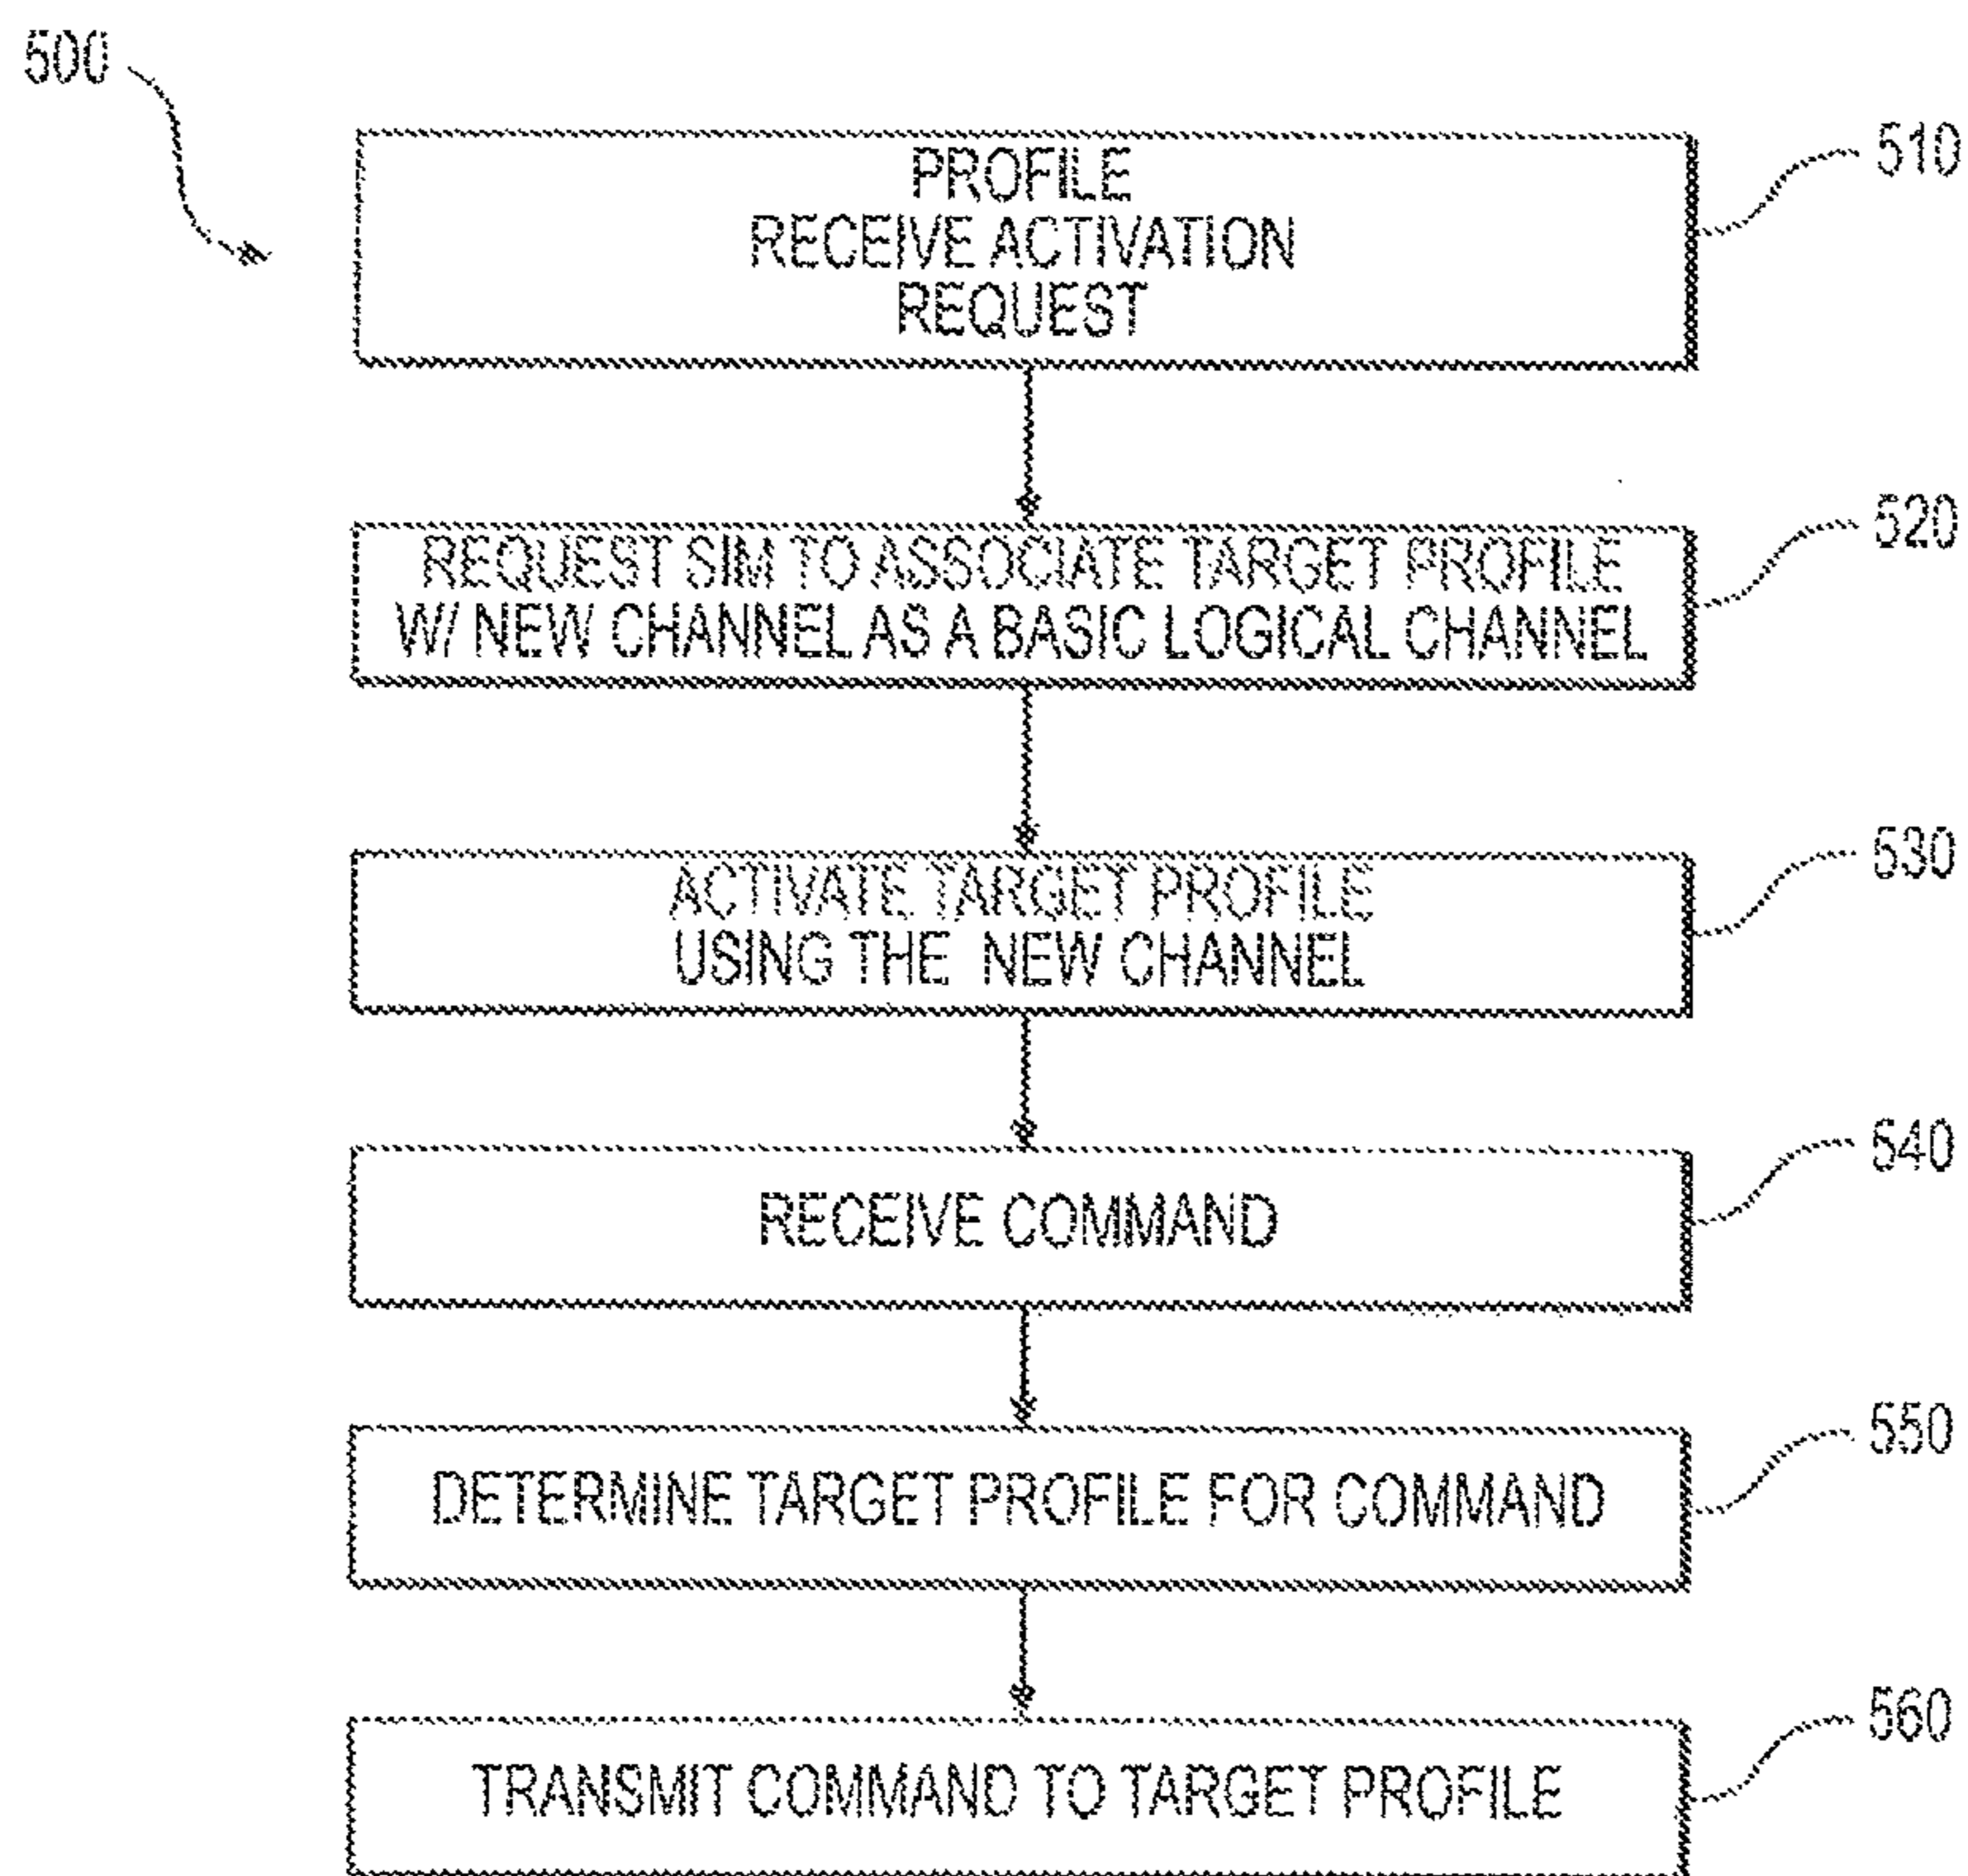 500
PROFILE
RECEIVE ACTIVATION
REQUEST
510
REQUEST SIM TO ASSOCIATE TARGET PROFILE
W/ NEW CHANNEL AS A BASIC LOGICAL CHANNEL
520
ACTIVATE TARGET PROFILE
USING THE NEW CHANNEL
530
RECEIVE COMMAND
540
DETERMINE TARGET PROFILE FOR COMMAND
550
TRANSMIT COMMAND TO TARGET PROFILE
560